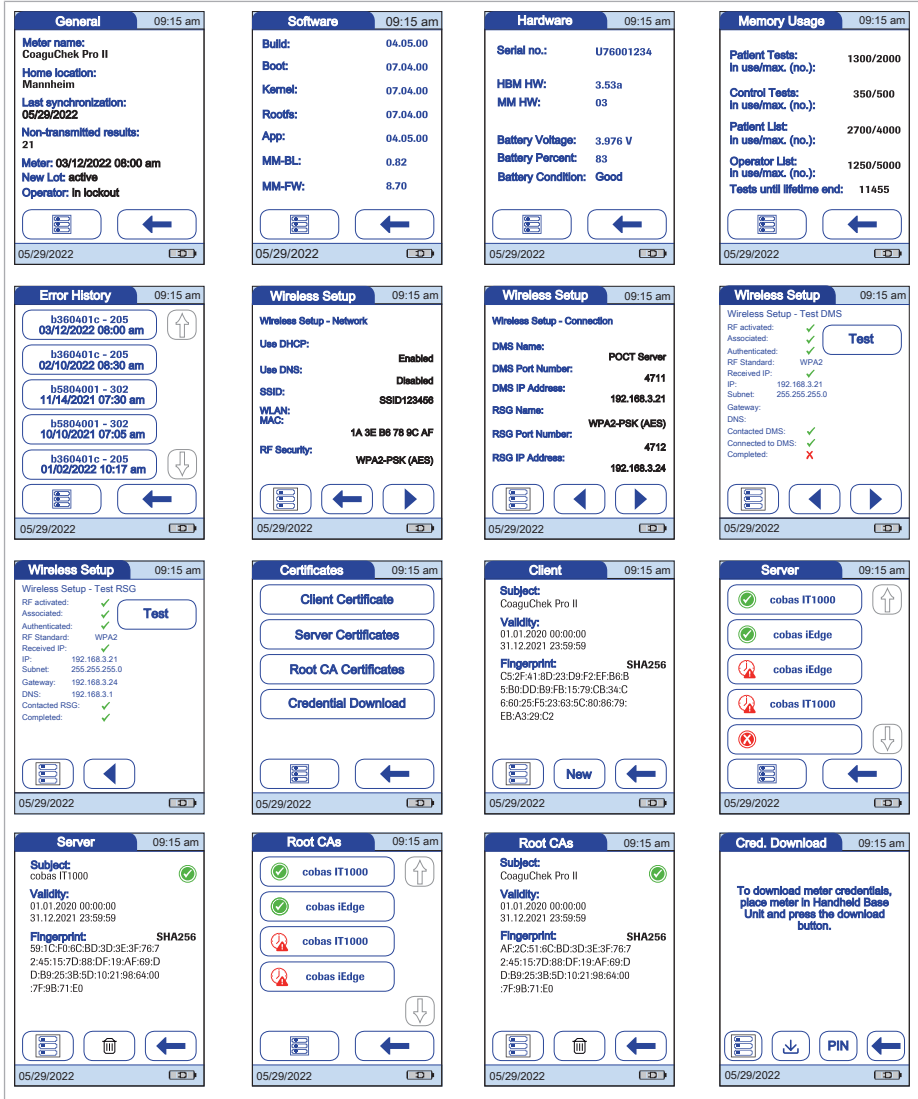 General 09:15 am
Meter name:
CoaguChek Pro II
Home location:
Mannheim
Last synchronization:
05/29/2022
Non-transmitted results:
21
Meter: 03/12/2022 08:00 am
New Lot: active
Operator: in lockout
05/29/2022
Software 09:15 am
Build: 04.05.00
Boot: 07.04.00
Kernel: 07.04.00
Rootfs: 07.04.00
App: 04.05.00
MM-BL: 0.82
MM-FW: 8.70
05/29/2022
Hardware 09:15 am
Serial no.: U76001234
HBM HW: 3.53a
MM HW: 03
Battery Voltage: 3.976 V
Battery Percent: 83
Battery Condition: Good
05/29/2022
Memory Usage 09:15 am
Patient Tests:
In use/max. (no.): 1300/2000
Control Tests:
In use/max. (no.): 350/500
Patient List:
In use/max. (no.): 2700/4000
Operator List:
In use/max. (no.): 1250/5000
Tests until lifetime end: 11455
05/29/2022
Error History 09:15 am
b360401c - 205
03/12/2022 08:00 am
b360401c - 205
02/10/2022 08:30 am
b5804001 - 302
11/14/2021 07:30 am
b5804001 - 302
10/10/2021 07:05 am
b360401c - 205
01/02/2022 10:17 am
05/29/2022
Wireless Setup 09:15 am
Wireless Setup - Network
Use DHCP:
Enabled
Use DNS:
Disabled
SSID:
SSID123456
WLAN:
MAC:
1A 3E B6 78 9C AF
RF Security:
WPA2-PSK (AES)
05/29/2022
Wireless Setup 09:15 am
Wireless Setup - Connection
DMS Name:
POCT Server
DMS Port Number:
4711
DMS IP Address:
192.168.3.21
RSG Name:
WPA2-PSK (AES)
RSG Port Number:
4712
RSG IP Address:
192.168.3.24
05/29/2022
Wireless Setup 09:15 am
Wireless Setup - Test DMS
RF activated: ✓
Associated: ✓
Test
Authenticated: ✓
RF Standard: WPA2
Received IP: ✓
IP: 192.168.3.21
Subnet: 255.255.255.0
Gateway:
DNS:
Contacted DMS: ✓
Connected to DMS: ✓
Completed: X
05/29/2022
Wireless Setup 09:15 am
Wireless Setup - Test RSG
RF activated: ✓
Associated: ✓
Test
Authenticated: ✓
RF Standard: WPA2
Received IP: ✓
IP: 192.168.3.21
Subnet: 255.255.255.0
Gateway: 192.168.3.24
DNS: 192.168.3.1
Contacted RSG: ✓
Completed: ✓
05/29/2022
Certificates 09:15 am
Client Certificate
Server Certificates
Root CA Certificates
Credential Download
05/29/2022
Client 09:15 am
Subject:
CoaguChek Pro II
Validity:
01.01.2020 00:00:00
31.12.2021 23:59:59
Fingerprint: SHA256
C5:2F:41:8D:23:D9:F2:EF:B6:B
5:B0:DD:B9:FB:15:79:CB:34:C
6:60:25:F5:23:63:5C:80:86:79:
EB:A3:29:C2
New
05/29/2022
Server 09:15 am
cobas IT1000
cobas iEdge
cobas iEdge
cobas IT1000
05/29/2022
Server 09:15 am
Subject:
cobas IT1000
Validity:
01.01.2020 00:00:00
31.12.2021 23:59:59
Fingerprint: SHA256
59:1C:F0:6C:BD:3D:3E:3F:76:7
2:45:15:7D:88:DF:19:AF:69:D
D:B9:25:3B:5D:10:21:98:64:00
:7F:9B:71:E0
05/29/2022
Root CAs 09:15 am
cobas IT1000
cobas iEdge
cobas IT1000
cobas iEdge
05/29/2022
Root CAs 09:15 am
Subject:
CoaguChek Pro II
Validity:
01.01.2020 00:00:00
31.12.2021 23:59:59
Fingerprint: SHA256
AF:2C:51:6C:BD:3D:3E:3F:76:7
2:45:15:7D:88:DF:19:AF:69:D
D:B9:25:3B:5D:10:21:98:64:00
:7F:9B:71:E0
05/29/2022
Cred. Download 09:15 am
To download meter credentials,
place meter in Handheld Base
Unit and press the download
button.
PIN
05/29/2022